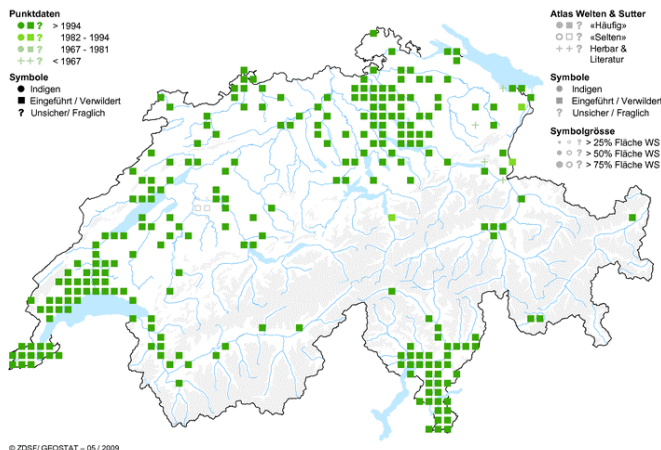 Punktdaten
? > 1994
? 1982 - 1994
? 1967 - 1981
++? < 1967
Symbole
Indigen
Eingeführt / Verwildert
? Unsicher/ Fraglich
Atlas Welten & Sutter
? «Häufig»
? «Selten»
++? Herbar &
Literatur
Symbole
Indigen
Eingeführt / Verwildert
? Unsicher/ Fraglich
Symbolgrösse
? > 25% Fläche WS
? > 50% Fläche WS
? > 75% Fläche WS
© ZDSF/ GEOSTAT – 05 / 2009